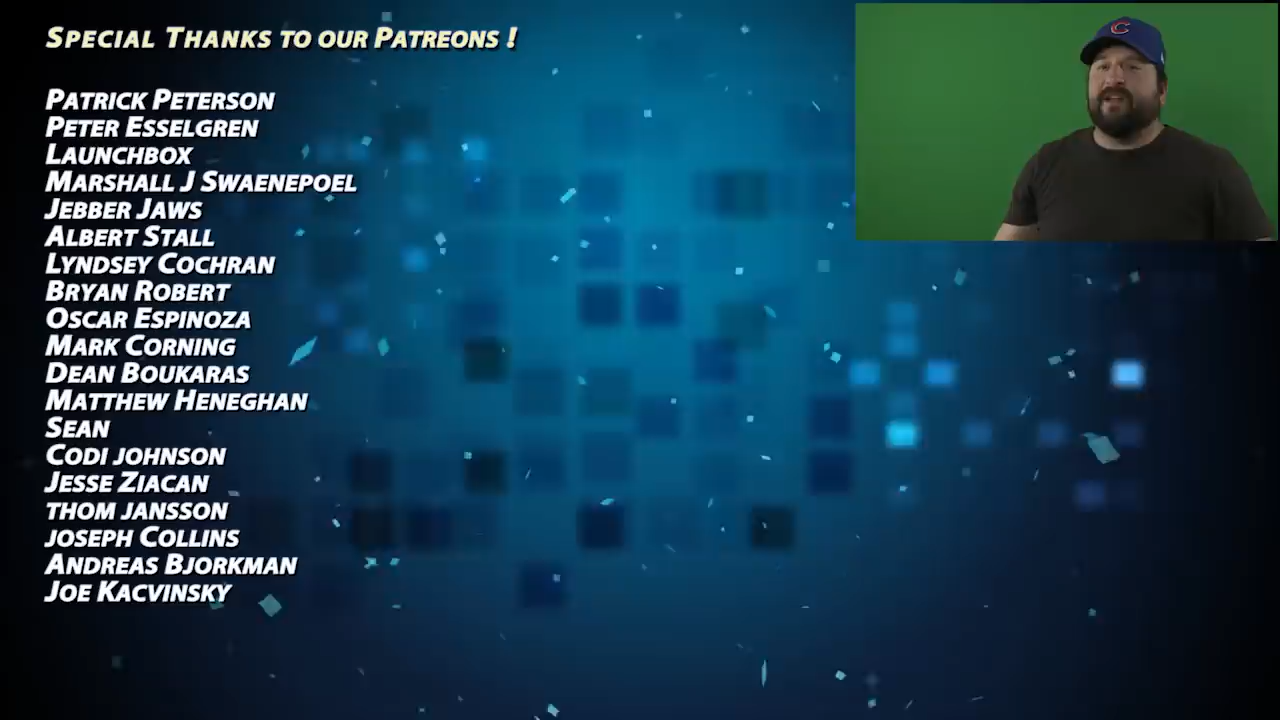 SPECIAL THANKS TO OUR PATREONS !
PATRICK PETERSON
PETER ESSELGREN
LAUNCHBOX
MARSHALL J SWAENEPOEL
JEBBER JAWS
ALBERT STALL
LYNDSEY COCHRAN
BRYAN ROBERT
OSCAR ESPINOZA
MARK CORNING
DEAN BOUKARAS
MATTHEW HENEGHAN
SEAN
CODI JOHNSON
JESSE ZIACAN
THOM JANSSON
JOSEPH COLLINS
ANDREAS BJORKMAN
JOE KACVINSKY
C